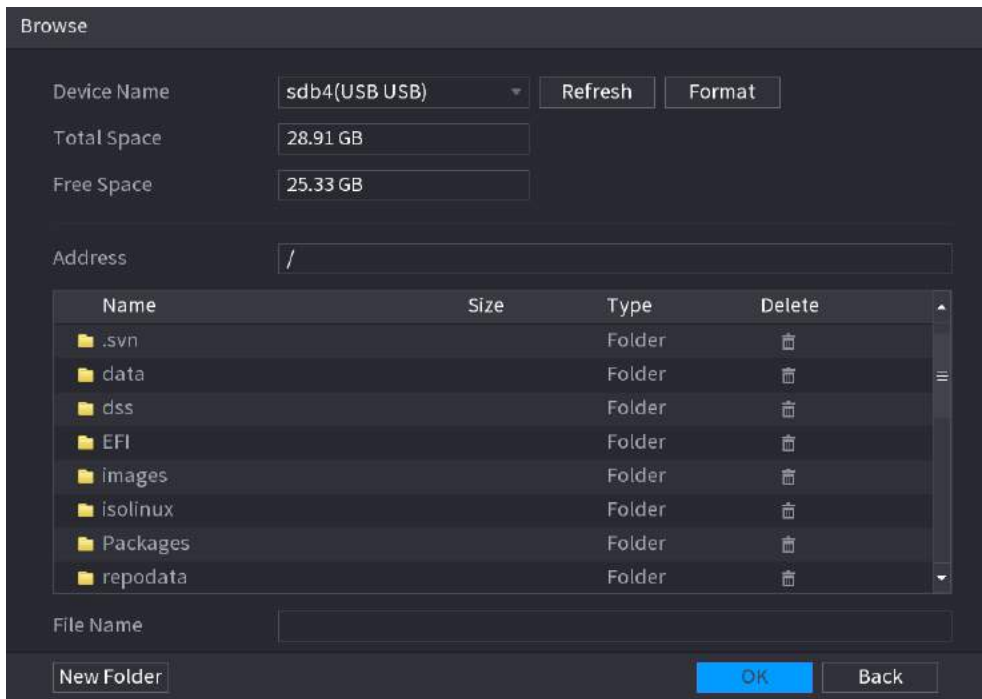 Browse
Device Name sdb4(USB USB) Refresh Format
Total Space 28.91 GB
Free Space 25.33 GB
Address /
Name Size Type Delete
.svn Folder
data Folder
dss Folder
EFI Folder
images Folder
isolinux Folder
Packages Folder
repodata Folder
File Name
New Folder OK Back